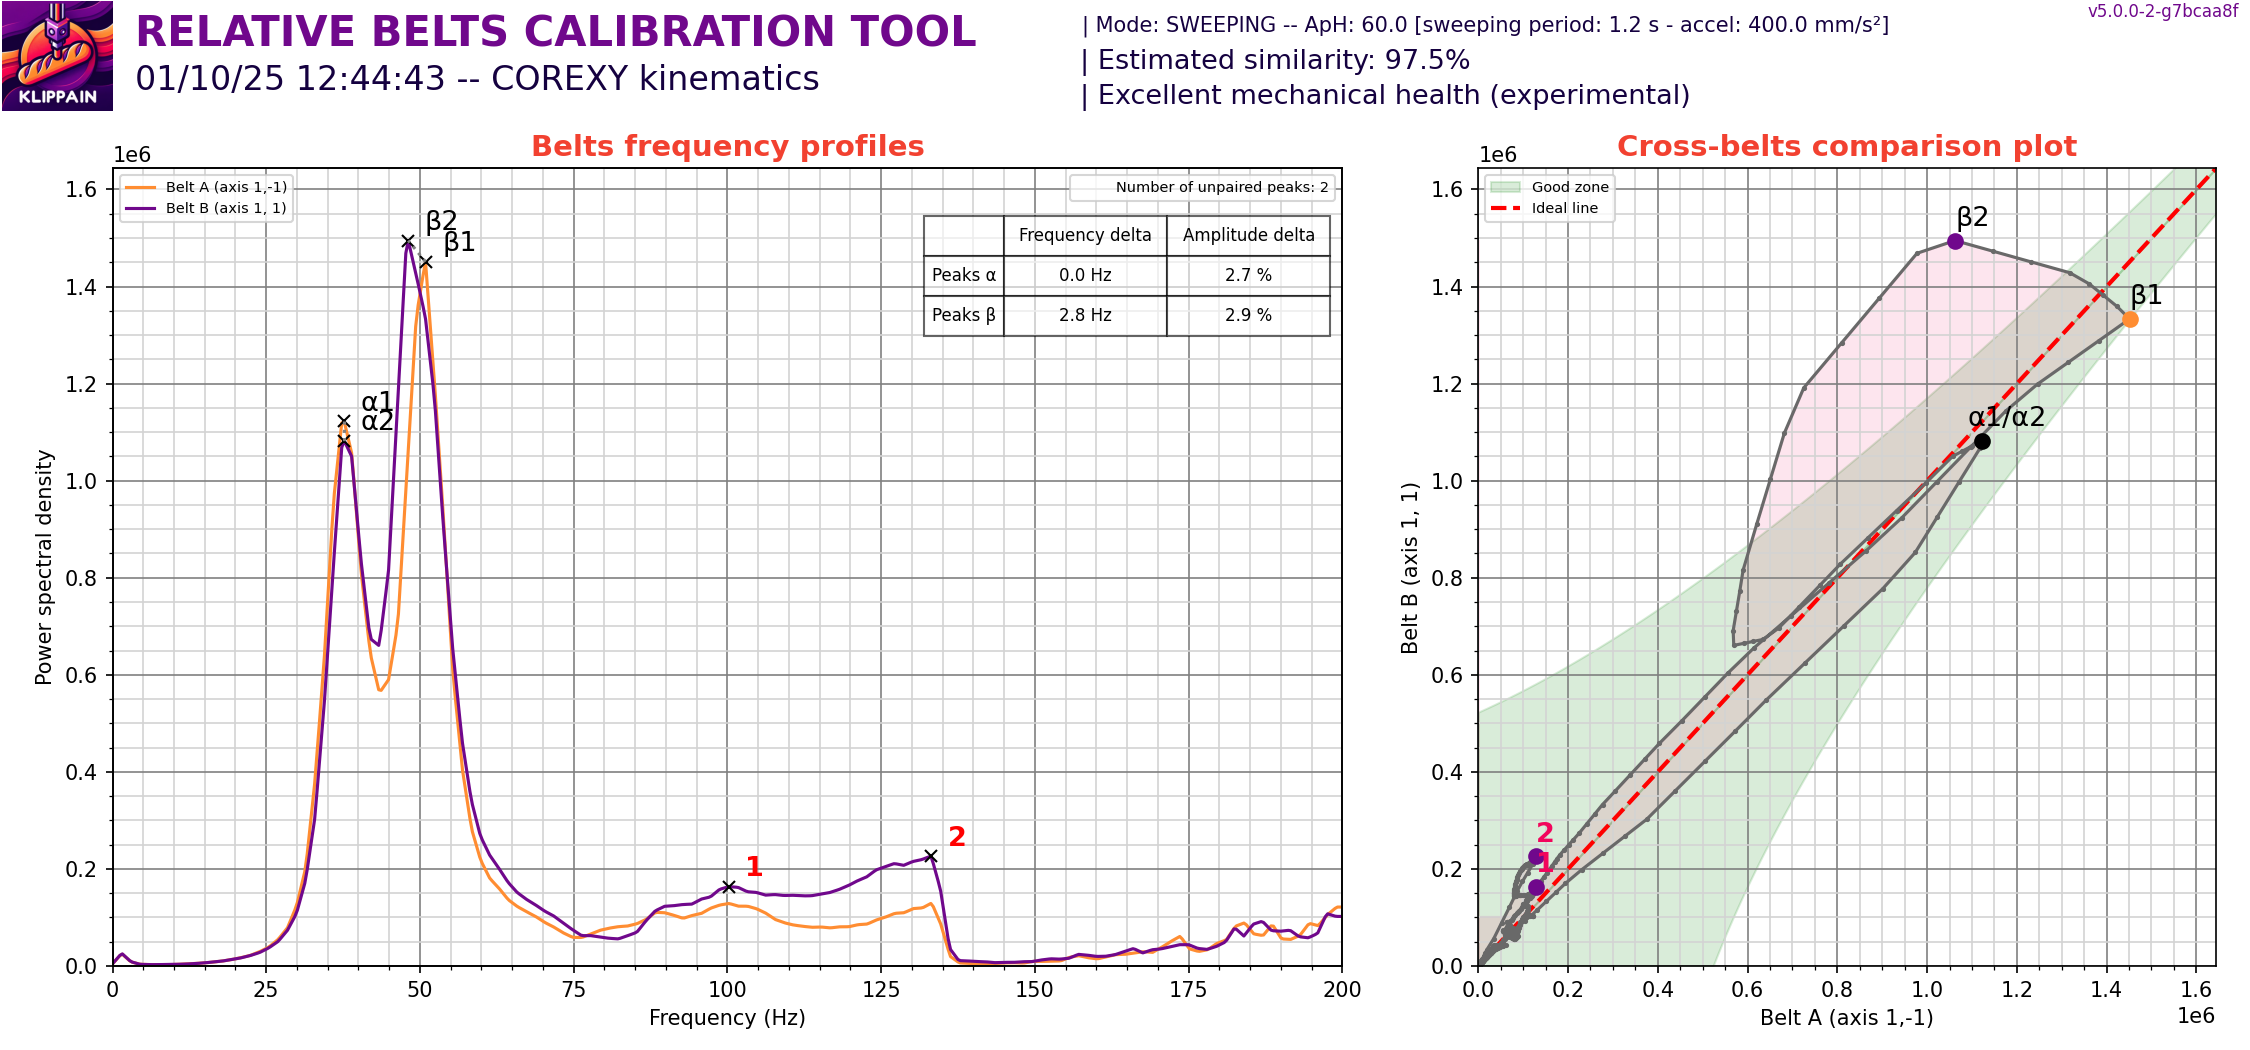 KLIPPAIN
RELATIVE BELTS CALIBRATION TOOL
01/10/25 12:44:43 -- COREXY kinematics
| Mode: SWEEPING -- ApH: 60.0 [sweeping period: 1.2 s - accel: 400.0 mm/s²]
| Estimated similarity: 97.5%
| Excellent mechanical health (experimental)
v5.0.0-2-g7bcaa8f
Belts frequency profiles
1e6
Belt A (axis 1,-1)
Belt B (axis 1, 1)
Number of unpaired peaks: 2
Frequency delta Amplitude delta
Peaks α 0.0 Hz 2.7 %
Peaks β 2.8 Hz 2.9 %
β2
β1
α1
α2
1
2
Power spectral density
1.6
1.4
1.2
1.0
0.8
0.6
0.4
0.2
0.0
0 25 50 75 100 125 150 175 200
Frequency (Hz)
Cross-belts comparison plot
1e6
Good zone
Ideal line
β2
β1
α1/α2
2
1
Belt B (axis 1, 1)
1.6
1.4
1.2
1.0
0.8
0.6
0.4
0.2
0.0
0.0 0.2 0.4 0.6 0.8 1.0 1.2 1.4 1.6
Belt A (axis 1,-1)
1e6